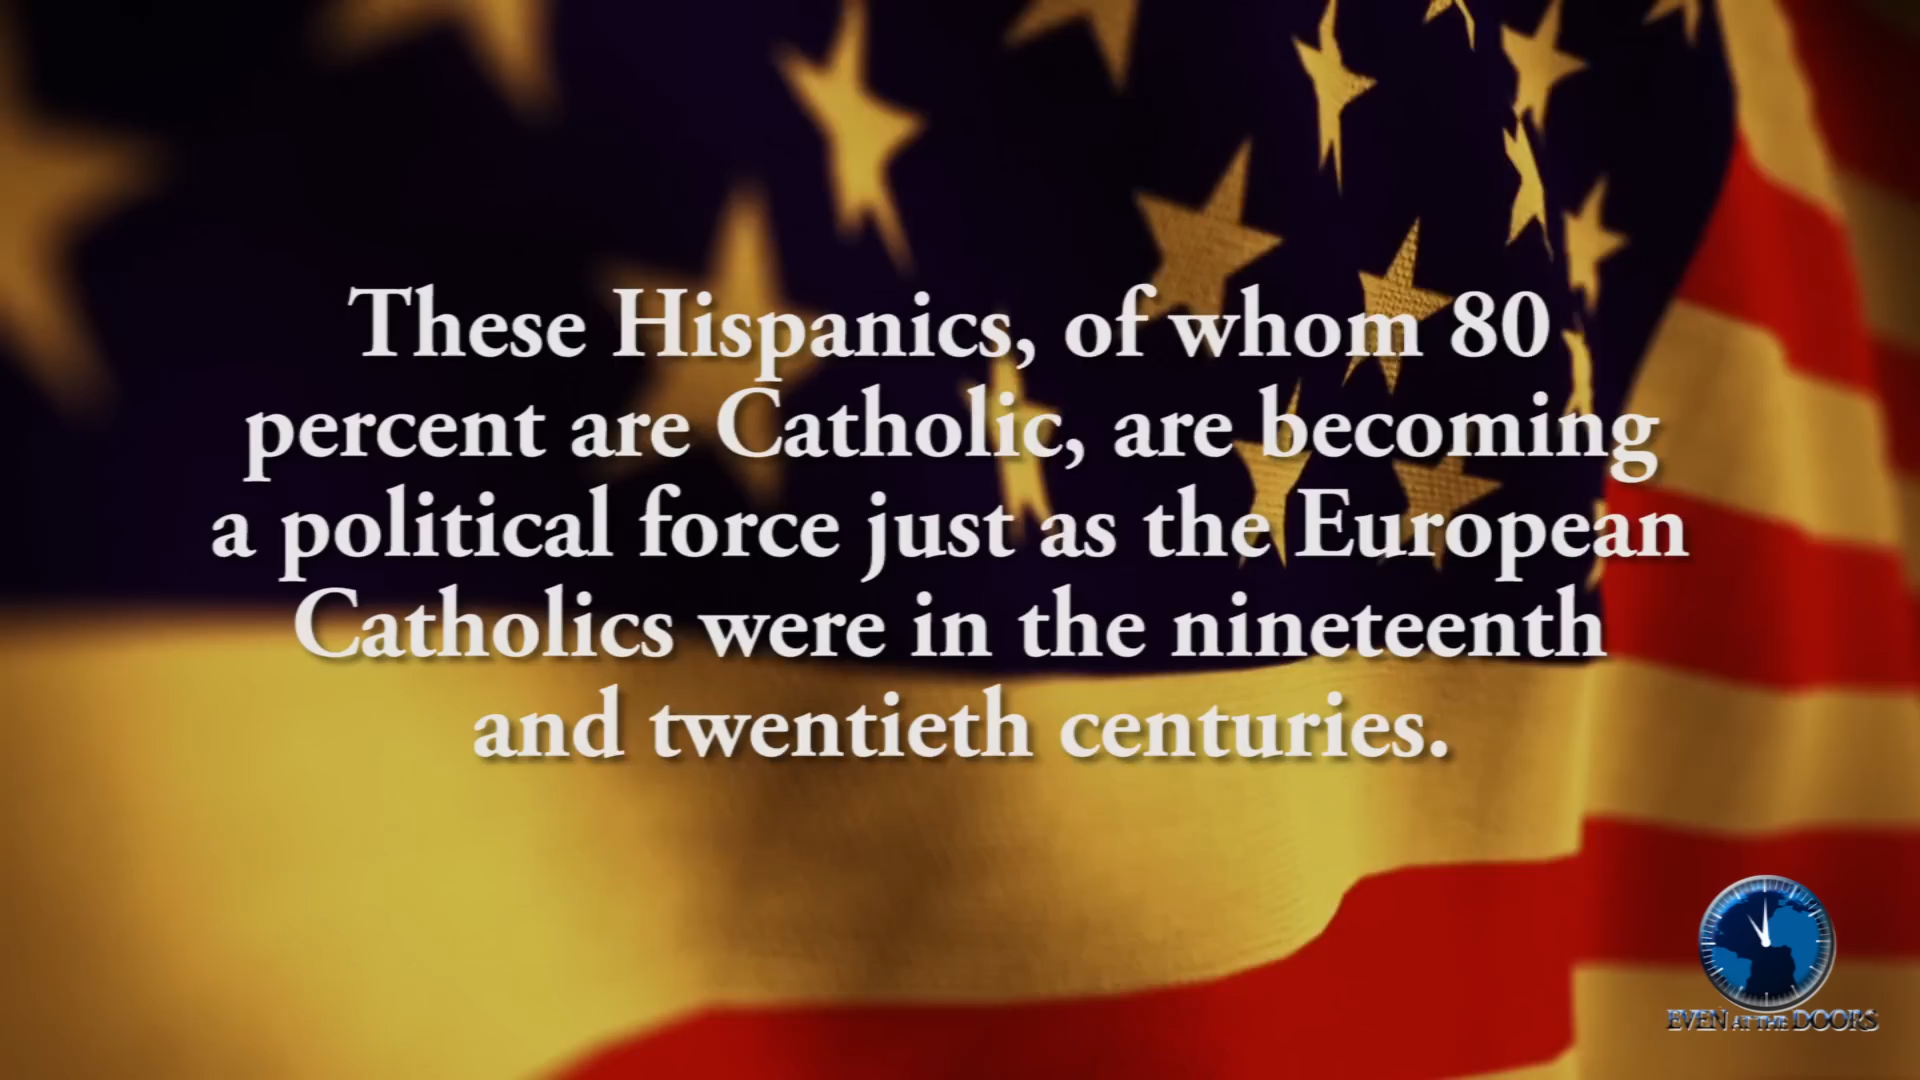 These Hispanics, of whom 80
percent are Catholic, are becoming
a political force just as the European
Catholics were in the nineteenth
and twentieth centuries.
EVEN AT THE DOORS